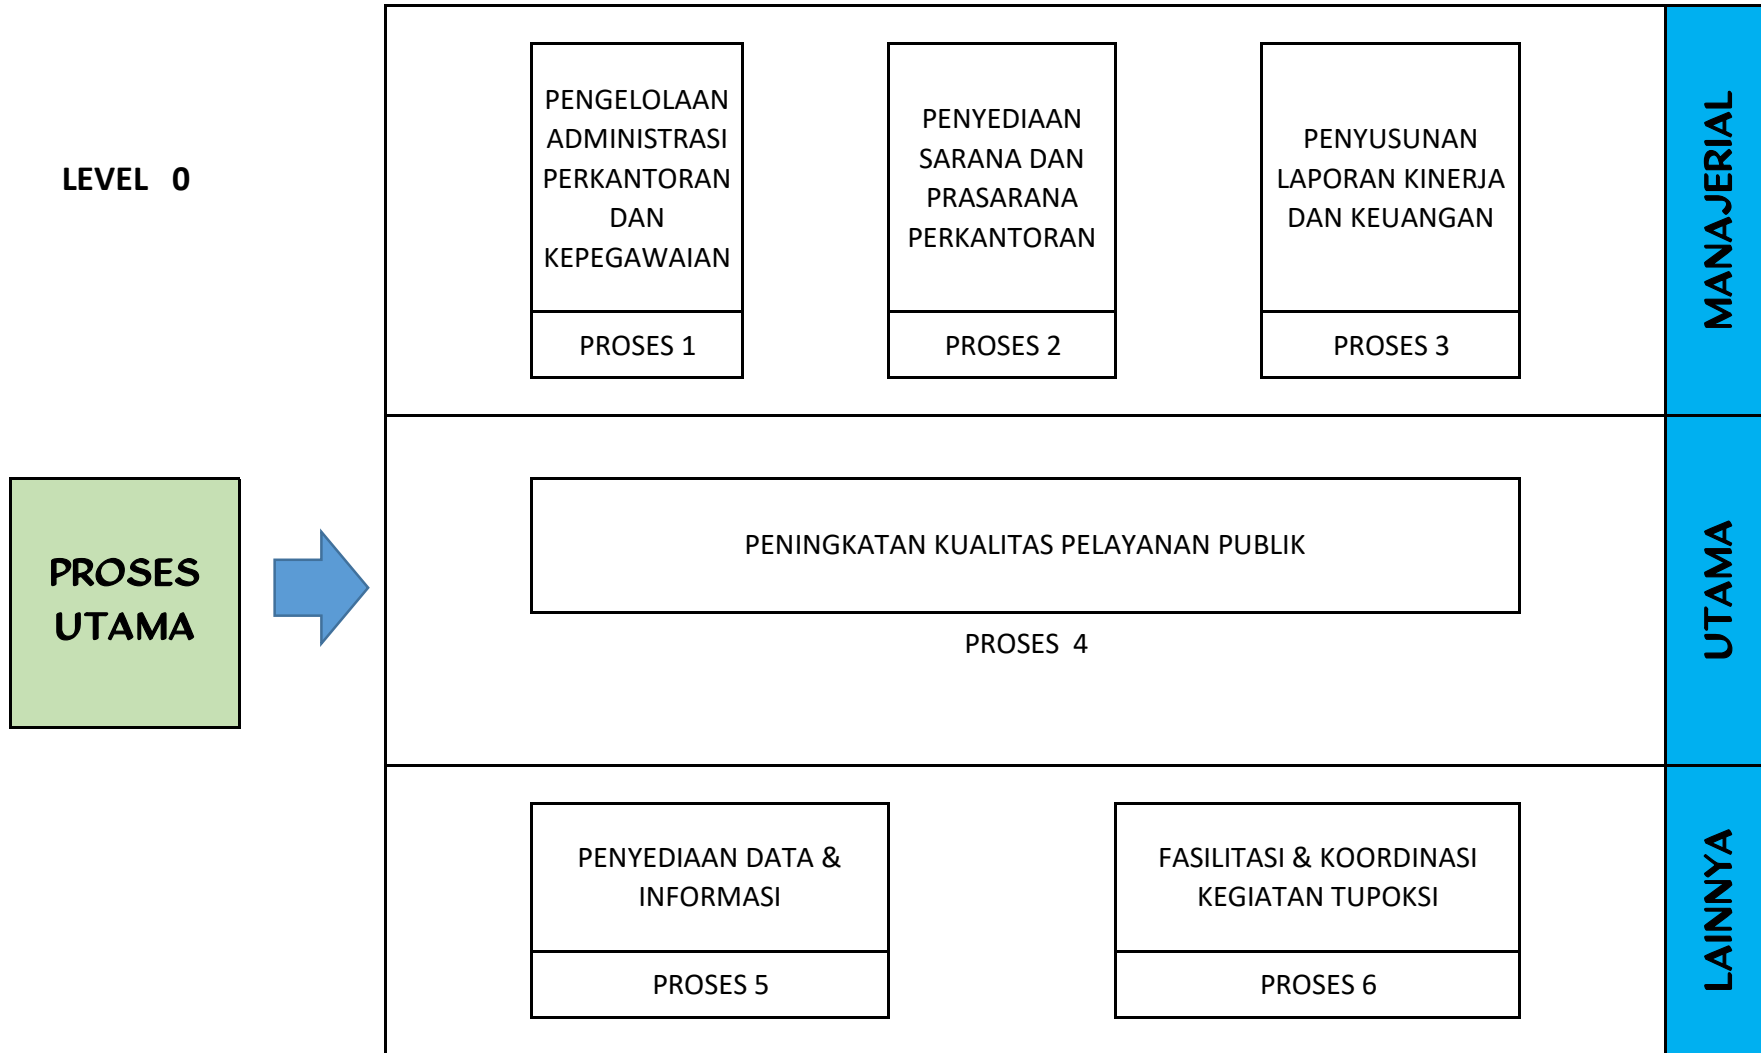 LEVEL 0
PENGELOLAAN
ADMINISTRASI
PERKANTORAN
DAN
KEPEGAWAIAN
PROSES 1
PENYEDIAAN
SARANA DAN
PRASARANA
PERKANTORAN
PROSES 2
PENYUSUNAN
LAPORAN KINERJA
DAN KEUANGAN
PROSES 3
MANAJERIAL
PROSES
UTAMA
PENINGKATAN KUALITAS PELAYANAN PUBLIK
PROSES 4
UTAMA
PENYEDIAAN DATA &
INFORMASI
PROSES 5
FASILITASI & KOORDINASI
KEGIATAN TUPOKSI
PROSES 6
LAINNYA